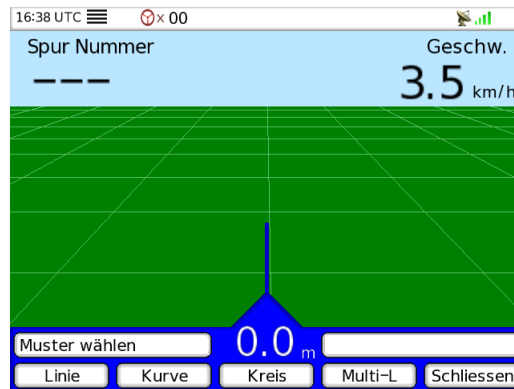 16:38 UTC × 00
Spur Nummer Geschw.
--- 3.5 km/h
Muster wählen 0.0 m
Linie Kurve Kreis Multi-L Schliessen